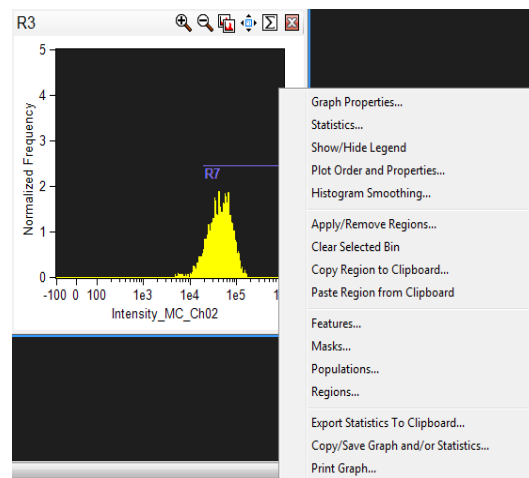 R3
5
4
3
2
1
0
Normalized Frequency
R7
-100 0 100 1e3 1e4 1e5 1
Intensity_MC_Ch02
Graph Properties...
Statistics...
Show/Hide Legend
Plot Order and Properties...
Histogram Smoothing...
Apply/Remove Regions...
Clear Selected Bin
Copy Region to Clipboard...
Paste Region from Clipboard
Features...
Masks...
Populations...
Regions...
Export Statistics To Clipboard...
Copy/Save Graph and/or Statistics...
Print Graph...